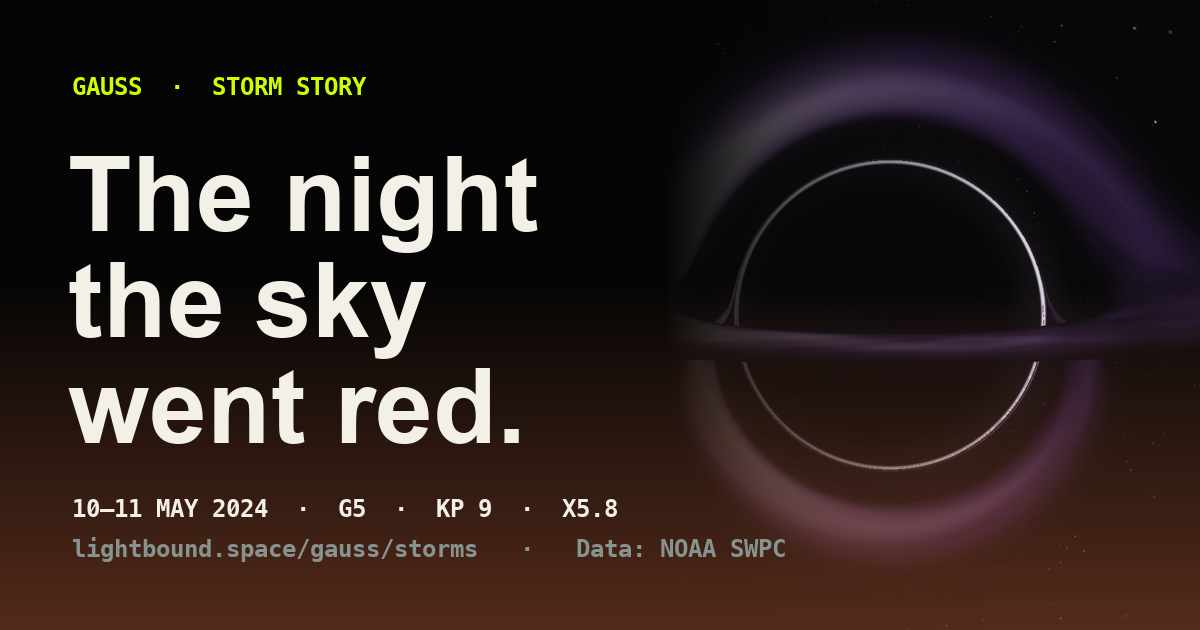 GAUSS · STORM STORY
The night
the sky
went red.
10–11 MAY 2024 · G5 · KP 9 · X5.8
lightbound.space/gauss/storms · Data: NOAA SWPC